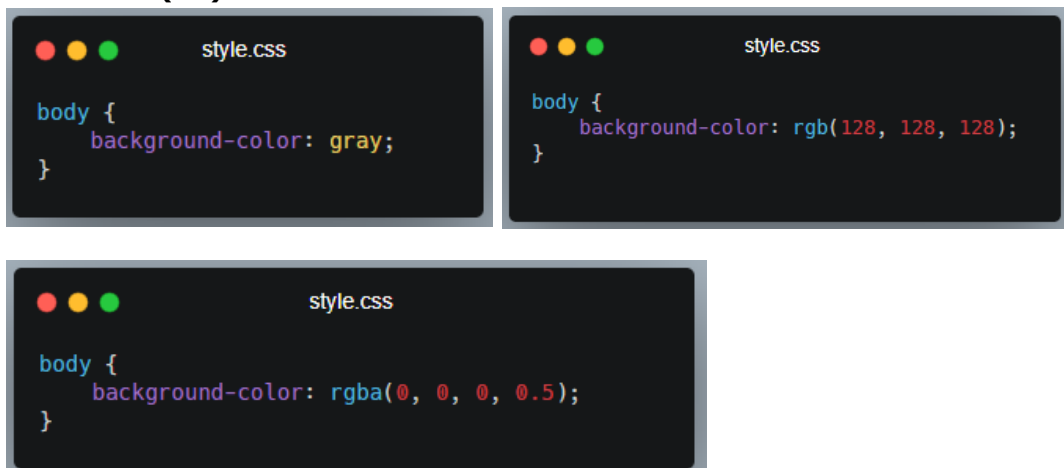 style.css
body {
    background-color: gray;
}
style.css
body {
    background-color: rgb(128, 128, 128);
}
style.css
body {
    background-color: rgba(0, 0, 0, 0.5);
}